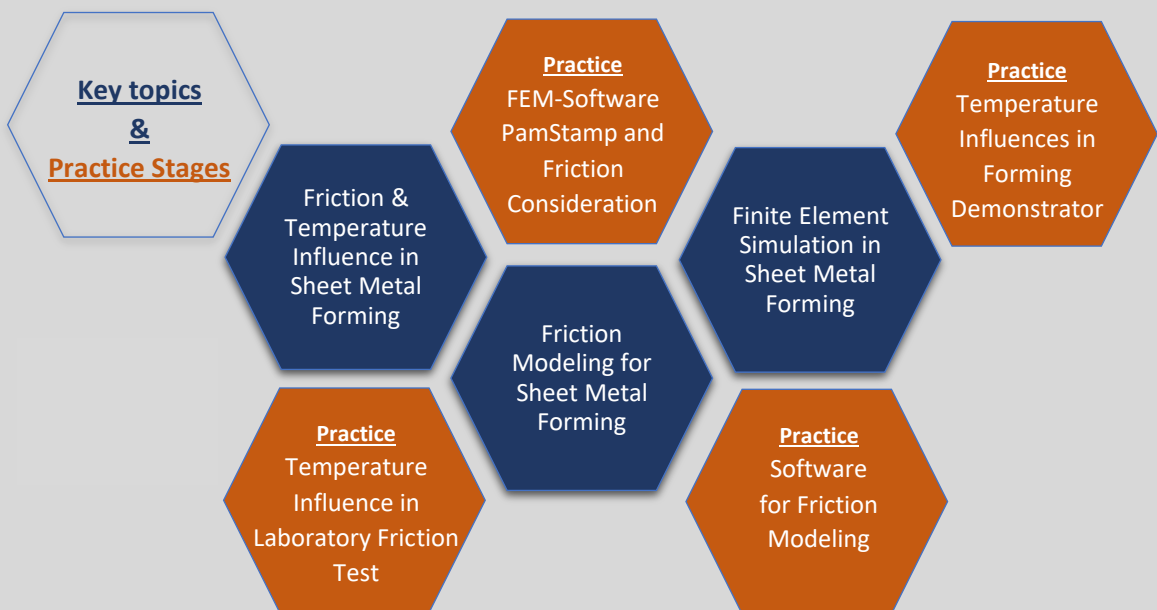 Key topics
&
Practice Stages
Friction &
Temperature
Influence in
Sheet Metal
Forming
Practice
FEM-Software
PamStamp and
Friction
Consideration
Friction
Modeling for
Sheet Metal
Forming
Finite Element
Simulation in
Sheet Metal
Forming
Practice
Temperature
Influences in
Forming
Demonstrator
Practice
Temperature
Influence in
Laboratory Friction
Test
Practice
Software
for Friction
Modeling